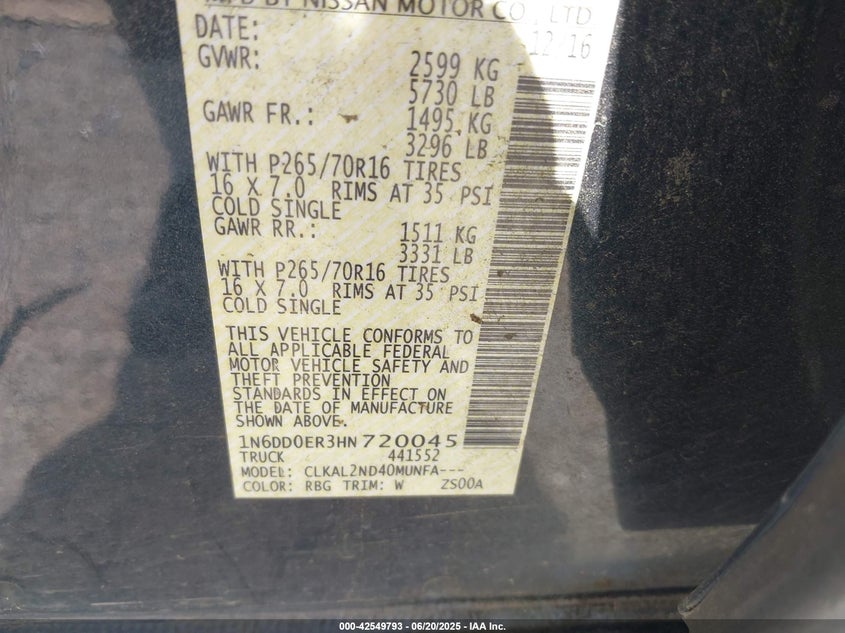 MFD BY NISSAN MOTOR CO., LTD
DATE: 12/16
GVWR: 2599 KG
5730 LB
GAWR FR.: 1495 KG
3296 LB
WITH P265/70R16 TIRES
16 X 7.0 RIMS AT 35 PSI
COLD SINGLE
GAWR RR.: 1511 KG
3331 LB
WITH P265/70R16 TIRES
16 X 7.0 RIMS AT 35 PSI
COLD SINGLE
THIS VEHICLE CONFORMS TO
ALL APPLICABLE FEDERAL
MOTOR VEHICLE SAFETY AND
THEFT PREVENTION
STANDARDS IN EFFECT ON
THE DATE OF MANUFACTURE
SHOWN ABOVE.
1N6DD0ER3HN720045
TRUCK 441552
MODEL: CLKAL2ND40MUNFA---
COLOR: RBG TRIM: W ZS00A
000-42549793 - 06/20/2025 - IAA Inc.